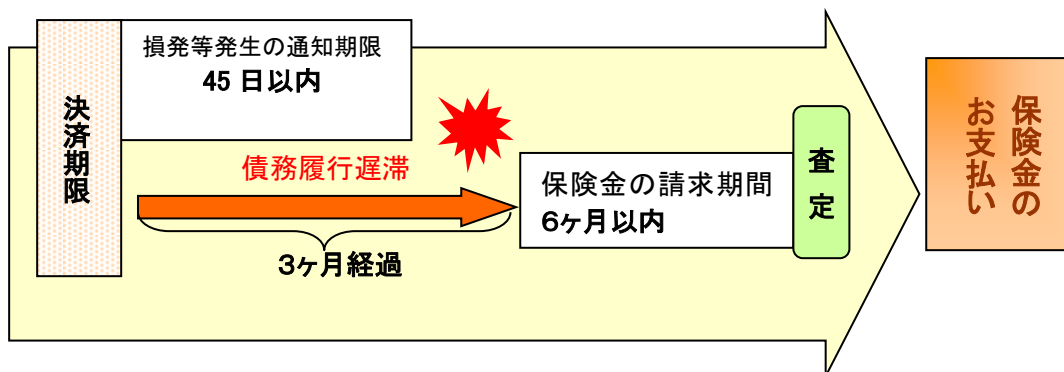 決済期限
損発等発生の通知期限
45 日以内
債務履行遅滞
3ヶ月経過
保険金の請求期間
6ヶ月以内
査定
保険金の
お支払い